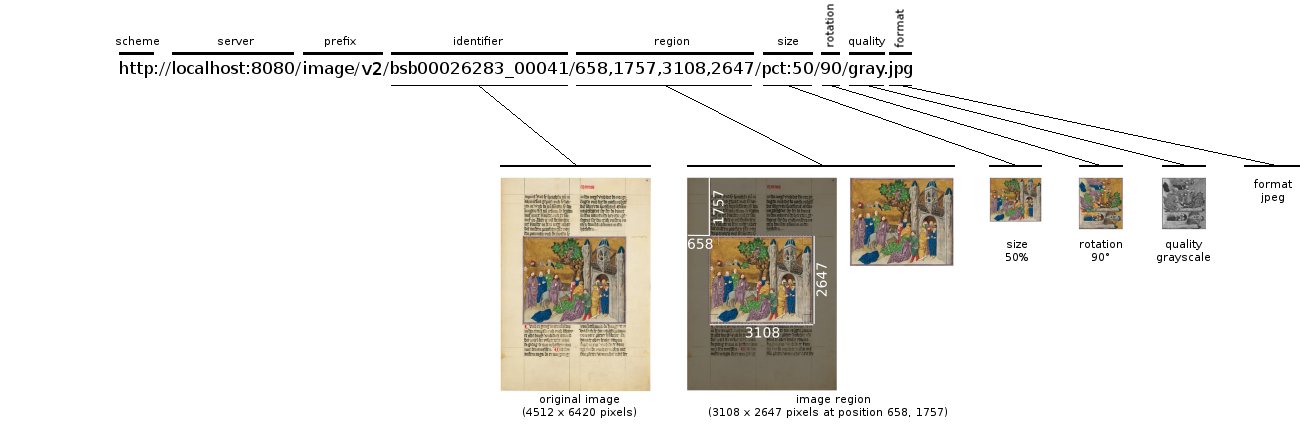 scheme server prefix identifier region size rotation quality format
http://localhost:8080/image/v2/bsb00026283_00041/658,1757,3108,2647/pct:50/90/gray.jpg
1757
658
2647
3108
format
jpeg
size
50%
rotation
90°
quality
grayscale
original image
(4512 x 6420 pixels)
image region
(3108 x 2647 pixels at position 658, 1757)